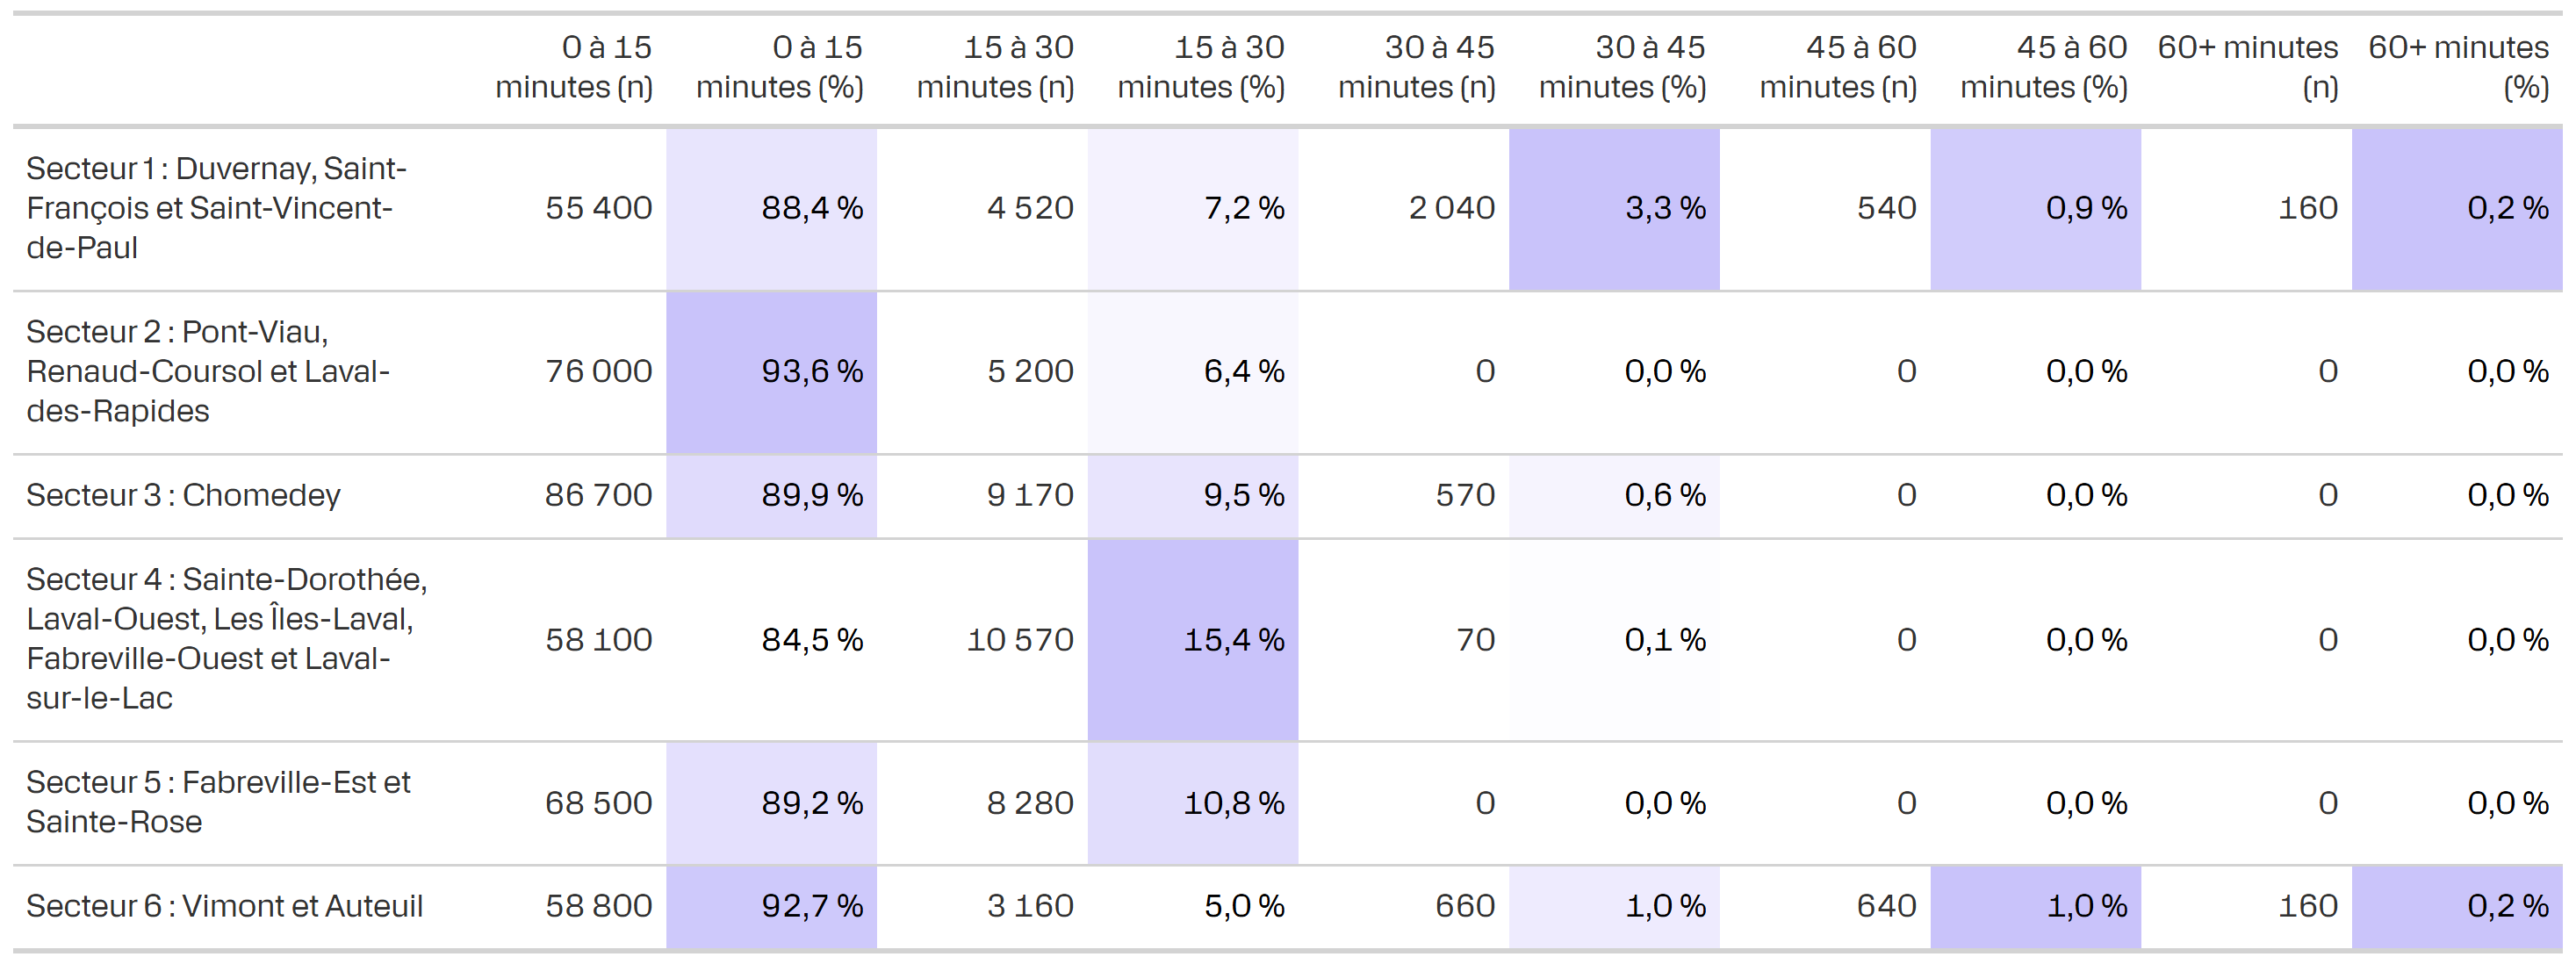 0 à 15 minutes (n) 0 à 15 minutes (%) 15 à 30 minutes (n) 15 à 30 minutes (%) 30 à 45 minutes (n) 30 à 45 minutes (%) 45 à 60 minutes (n) 45 à 60 minutes (%) 60+ minutes (n) 60+ minutes (%)
Secteur 1 : Duvernay, Saint-
François et Saint-Vincent-
de-Paul
55 400 88,4 % 4 520 7,2 % 2 040 3,3 % 540 0,9 % 160 0,2 %
Secteur 2 : Pont-Viau,
Renaud-Coursol et Laval-
des-Rapides
76 000 93,6 % 5 200 6,4 % 0 0,0 % 0 0,0 % 0 0,0 %
Secteur 3 : Chomedey 86 700 89,9 % 9 170 9,5 % 570 0,6 % 0 0,0 % 0 0,0 %
Secteur 4 : Sainte-Dorothée,
Laval-Ouest, Les Îles-Laval,
Fabreville-Ouest et Laval-
sur-le-Lac
58 100 84,5 % 10 570 15,4 % 70 0,1 % 0 0,0 % 0 0,0 %
Secteur 5 : Fabreville-Est et
Sainte-Rose
68 500 89,2 % 8 280 10,8 % 0 0,0 % 0 0,0 % 0 0,0 %
Secteur 6 : Vimont et Auteuil 58 800 92,7 % 3 160 5,0 % 660 1,0 % 640 1,0 % 160 0,2 %